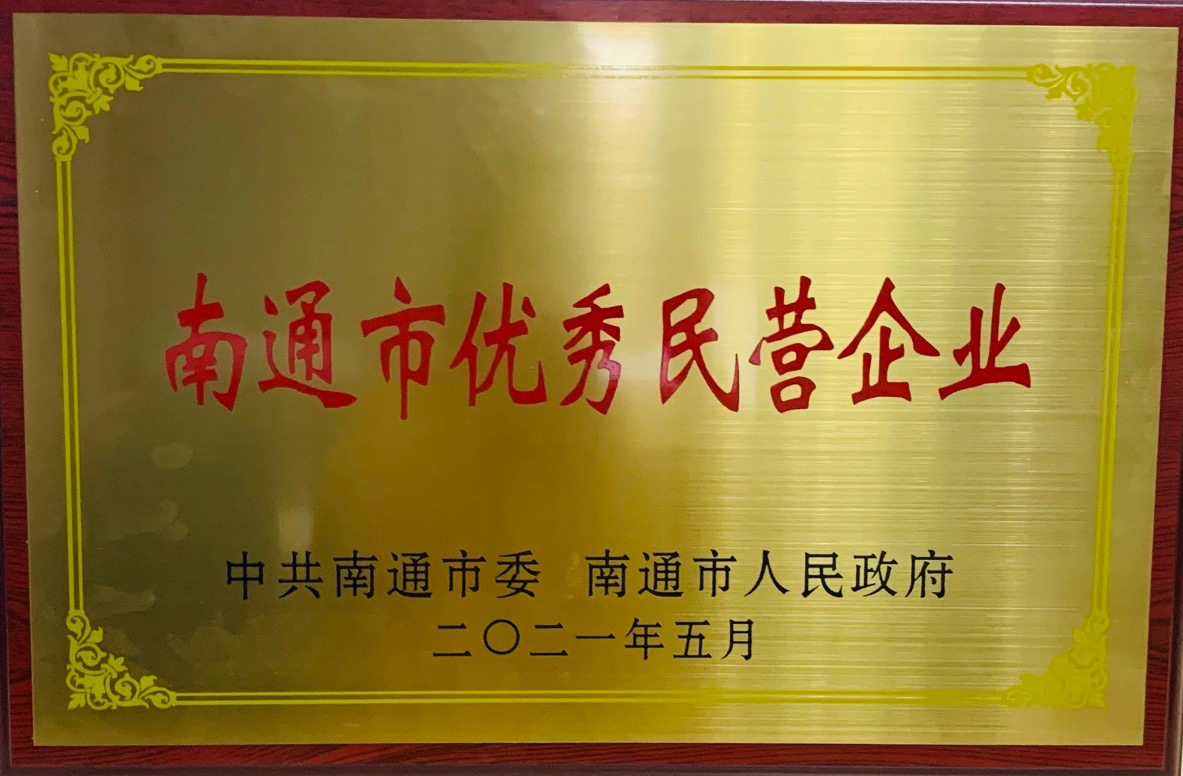 南通市优秀民营企业
中共南通市委 南通市人民政府
二〇二一年五月